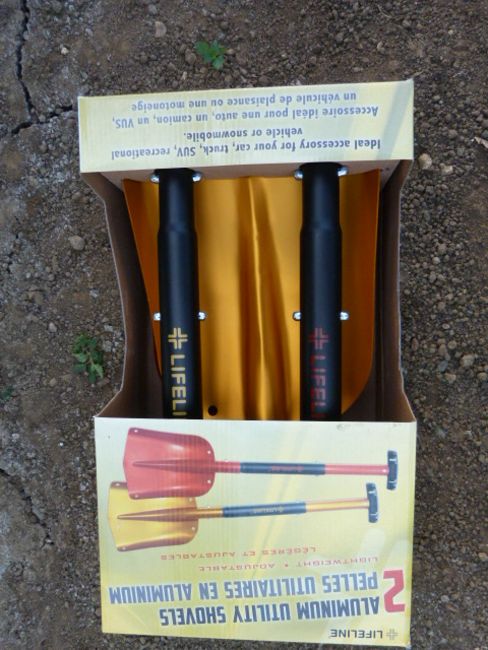 LIFELINE
2 ALUMINUM UTILITY SHOVELS
PELLES UTILITAIRES EN ALUMINIUM
LIGHTWEIGHT • ADJUSTABLE
LÉGÈRES ET AJUSTABLES
LIFELINE
LIFELINE
LIFELI
LIFELI
Ideal accessory for your car, truck, SUV, recreational
vehicle or snowmobile.
Accessoire idéal pour une auto, un camion, un VUS,
un véhicule de plaisance ou une motoneige